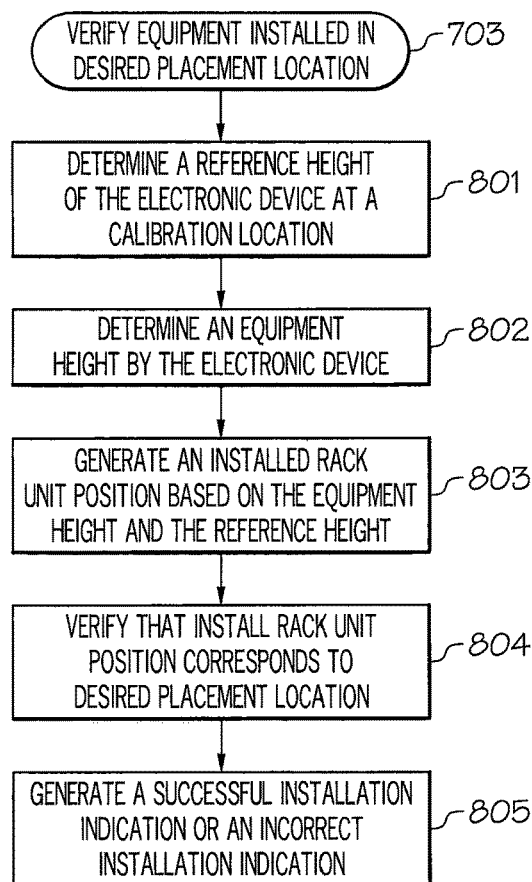 VERIFY EQUIPMENT INSTALLED IN
DESIRED PLACEMENT LOCATION
703
DETERMINE A REFERENCE HEIGHT
OF THE ELECTRONIC DEVICE AT A
CALIBRATION LOCATION
801
DETERMINE AN EQUIPMENT
HEIGHT BY THE ELECTRONIC DEVICE
802
GENERATE AN INSTALLED RACK
UNIT POSITION BASED ON THE EQUIPMENT
HEIGHT AND THE REFERENCE HEIGHT
803
VERIFY THAT INSTALL RACK UNIT
POSITION CORRESPONDS TO
DESIRED PLACEMENT LOCATION
804
GENERATE A SUCCESSFUL INSTALLATION
INDICATION OR AN INCORRECT
INSTALLATION INDICATION
805